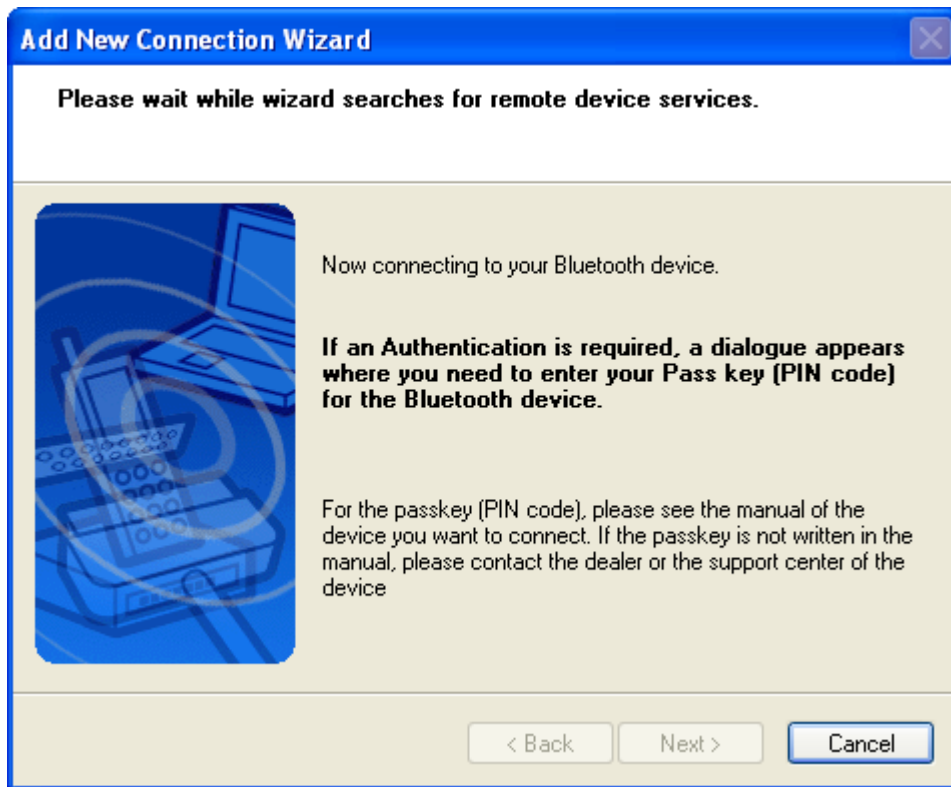 Add New Connection Wizard
Please wait while wizard searches for remote device services.
Now connecting to your Bluetooth device.
If an Authentication is required, a dialogue appears
where you need to enter your Pass key (PIN code)
for the Bluetooth device.
For the passkey (PIN code), please see the manual of the
device you want to connect. If the passkey is not written in the
manual, please contact the dealer or the support center of the
device
< Back
Next >
Cancel